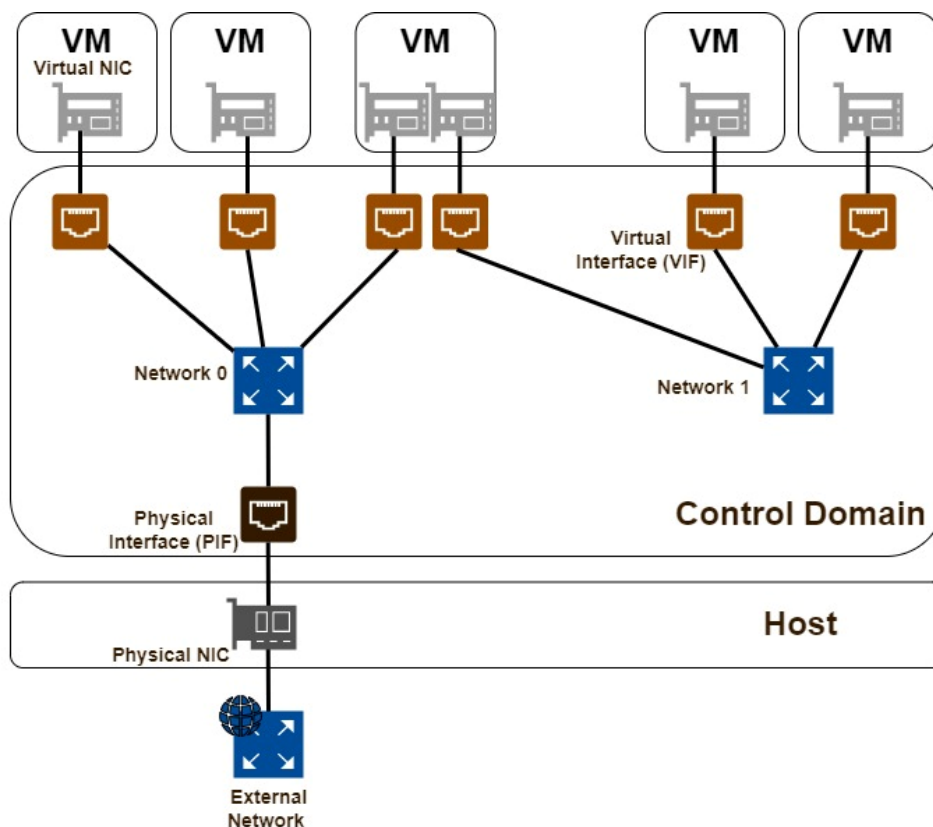 VM
VM
VM
VM
VM
Virtual NIC
Virtual
Interface (VIF)
Network 0
Network 1
Physical
Interface (PIF)
Control Domain
Host
Physical NIC
External
Network